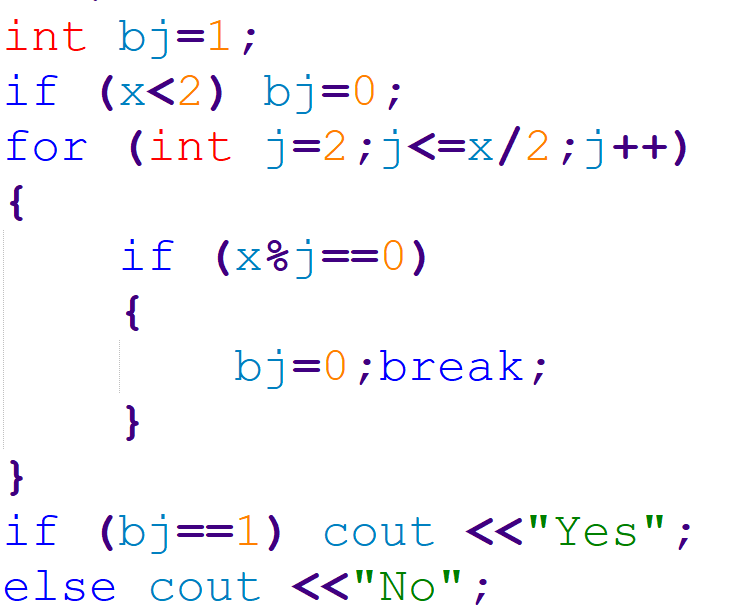 int bj=1;
if (x<2) bj=0;
for (int j=2;j<=x/2;j++)
{
if (x%j==0)
{
bj=0;break;
}
}
if (bj==1) cout <<"Yes";
else cout <<"No";